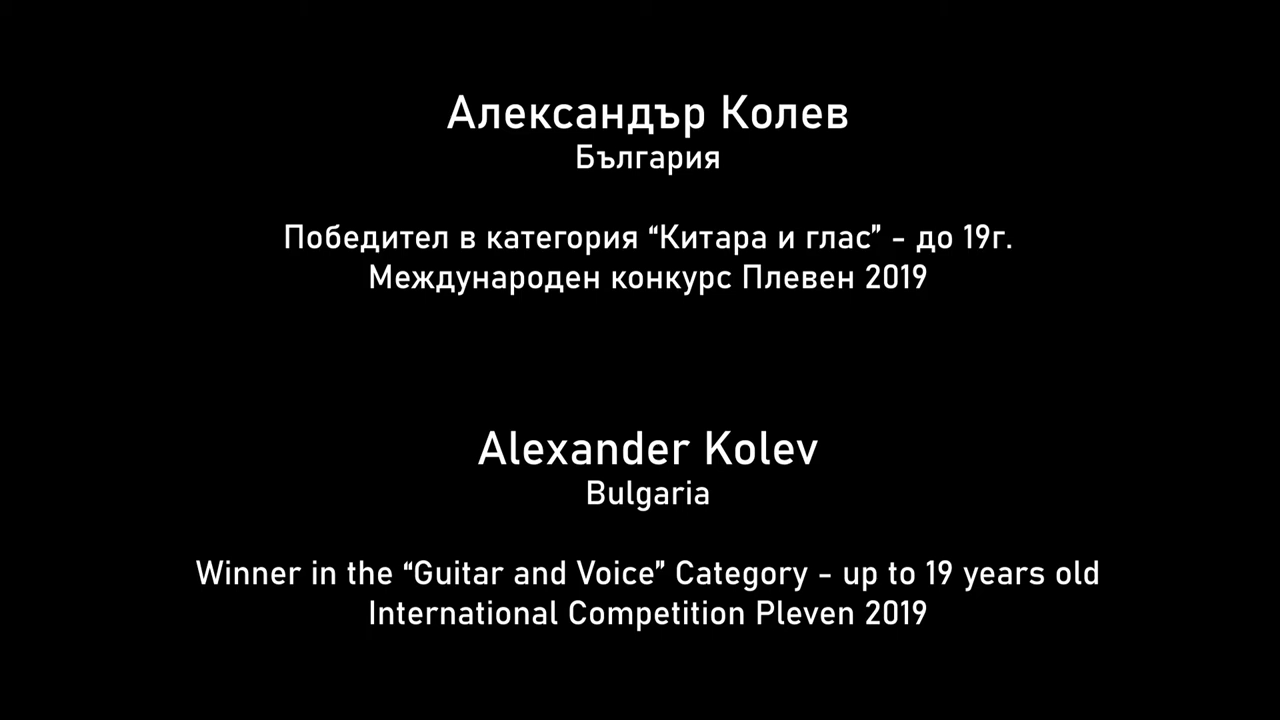 Александър Колев
България
Победител в категория “Китара и глас” - до 19г.
Международен конкурс Плевен 2019
Alexander Kolev
Bulgaria
Winner in the “Guitar and Voice” Category - up to 19 years old
International Competition Pleven 2019